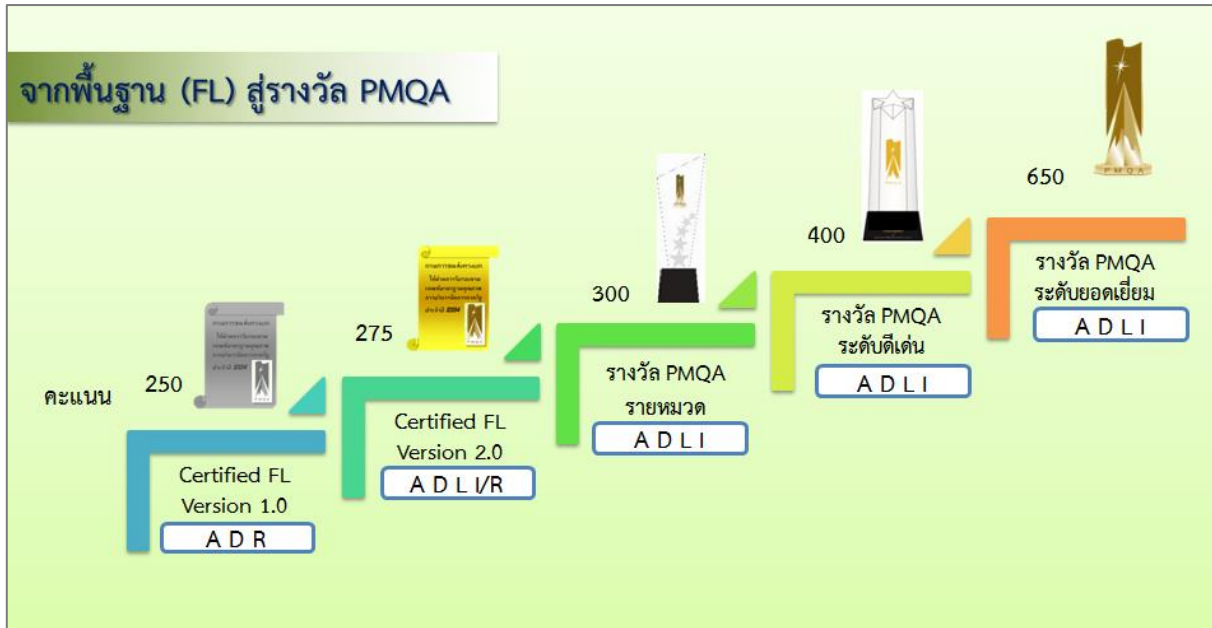 จากพื้นฐาน (FL) สู่รางวัล PMQA
คะแนน
250
Certified FL
Version 1.0
A D R
275
Certified FL
Version 2.0
A D L I/R
300
รางวัล PMQA
รายหมวด
A D L I
400
รางวัล PMQA
ระดับดีเด่น
A D L I
650
PMQA
รางวัล PMQA
ระดับยอดเยี่ยม
A D L I